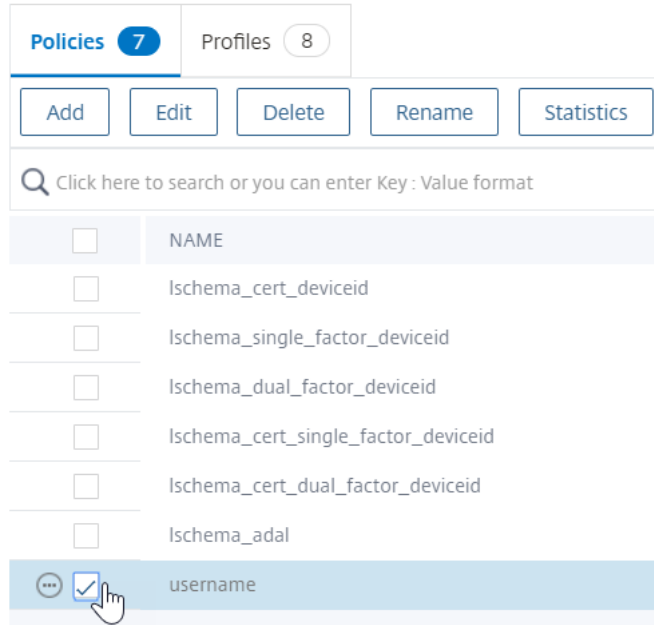 Policies 7 Profiles 8
Add Edit Delete Rename Statistics
Click here to search or you can enter Key : Value format
NAME
lschema_cert_deviceid
lschema_single_factor_deviceid
lschema_dual_factor_deviceid
lschema_cert_single_factor_deviceid
lschema_cert_dual_factor_deviceid
lschema_adal
username